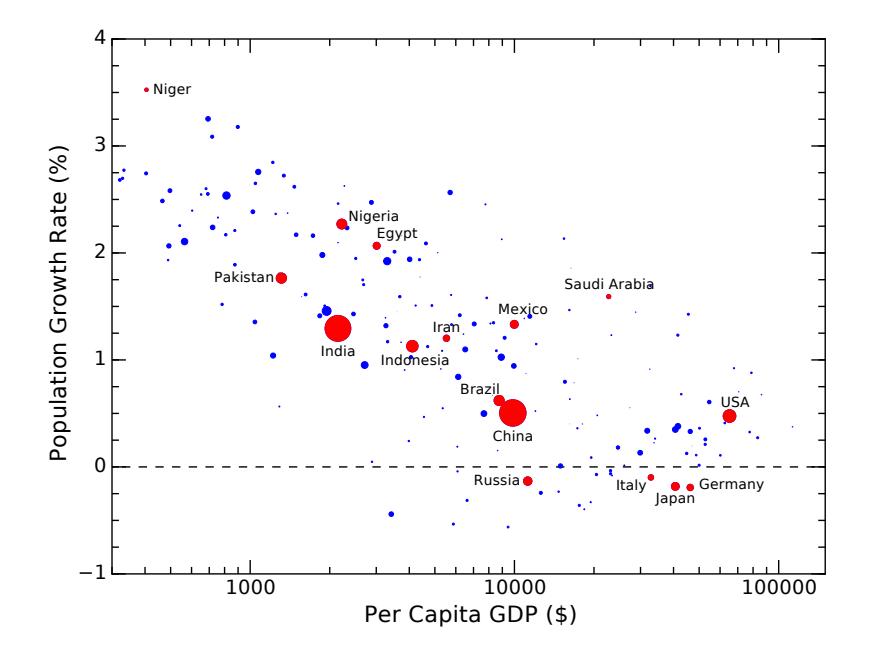 4
Niger
3
Nigeria
Egypt
2
Pakistan
Saudi Arabia
Mexico
Iran
India
Indonesia
1
Brazil
USA
China
0
Russia
Italy
Germany
Japan
−1
1000
10000
100000
Per Capita GDP ($)
Population Growth Rate (%)